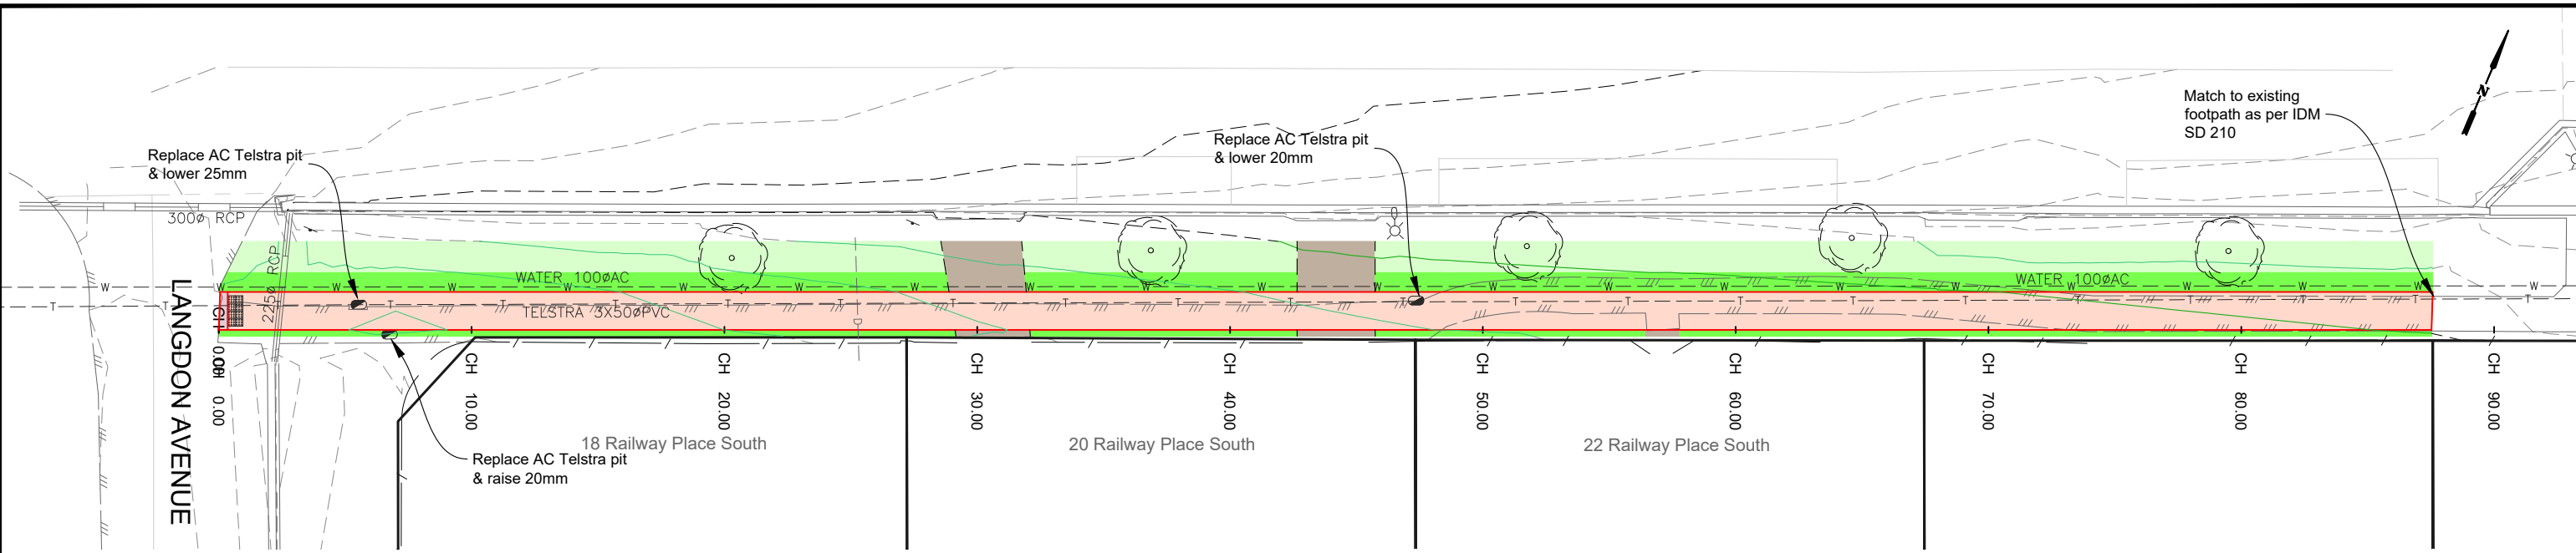 Replace AC Telstra pit
& lower 25mm
Replace AC Telstra pit
& lower 20mm
Match to existing
footpath as per IDM
SD 210
N
300ø RCP
225ø RCP
WATER 100øAC
WATER 100øAC
TELSTRA 3X50øPVC
LANGDON AVENUE
CH 0.00
CH 10.00
CH 20.00
CH 30.00
CH 40.00
CH 50.00
CH 60.00
CH 70.00
CH 80.00
CH 90.00
18 Railway Place South
20 Railway Place South
22 Railway Place South
Replace AC Telstra pit
& raise 20mm